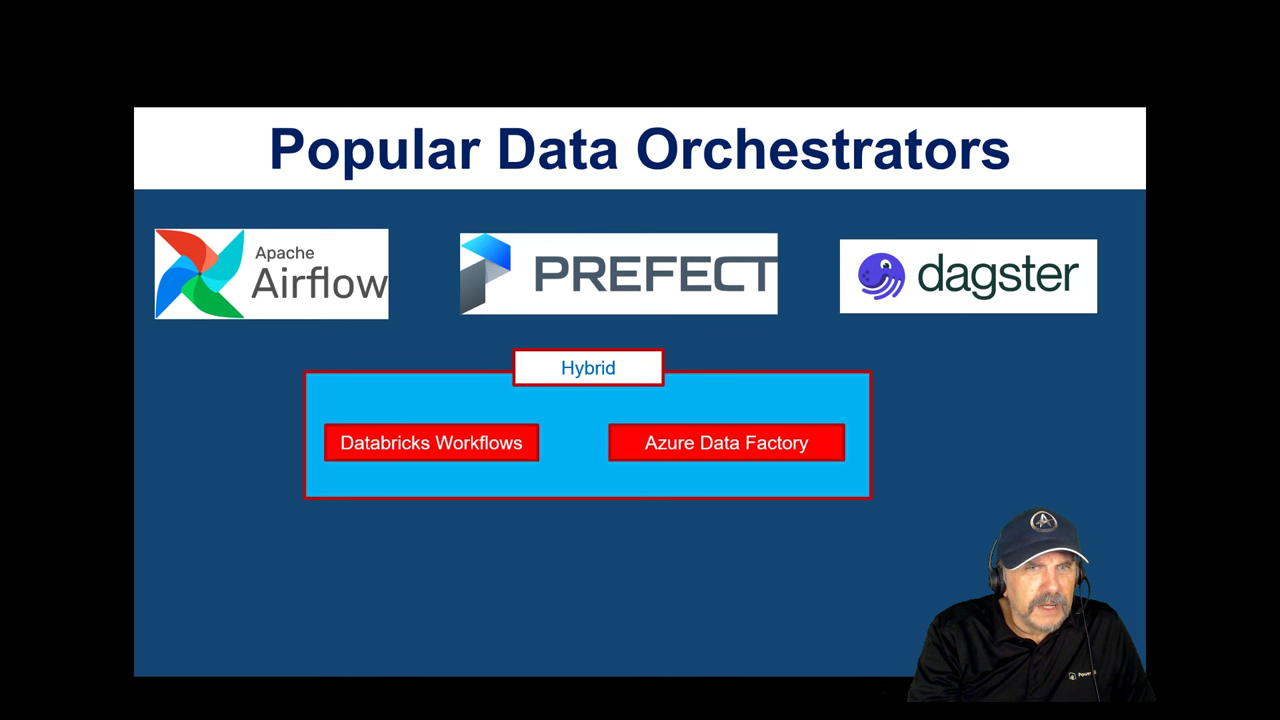 Popular Data Orchestrators
Apache
Airflow
PREFECT
dagster
Hybrid
Databricks Workflows
Azure Data Factory